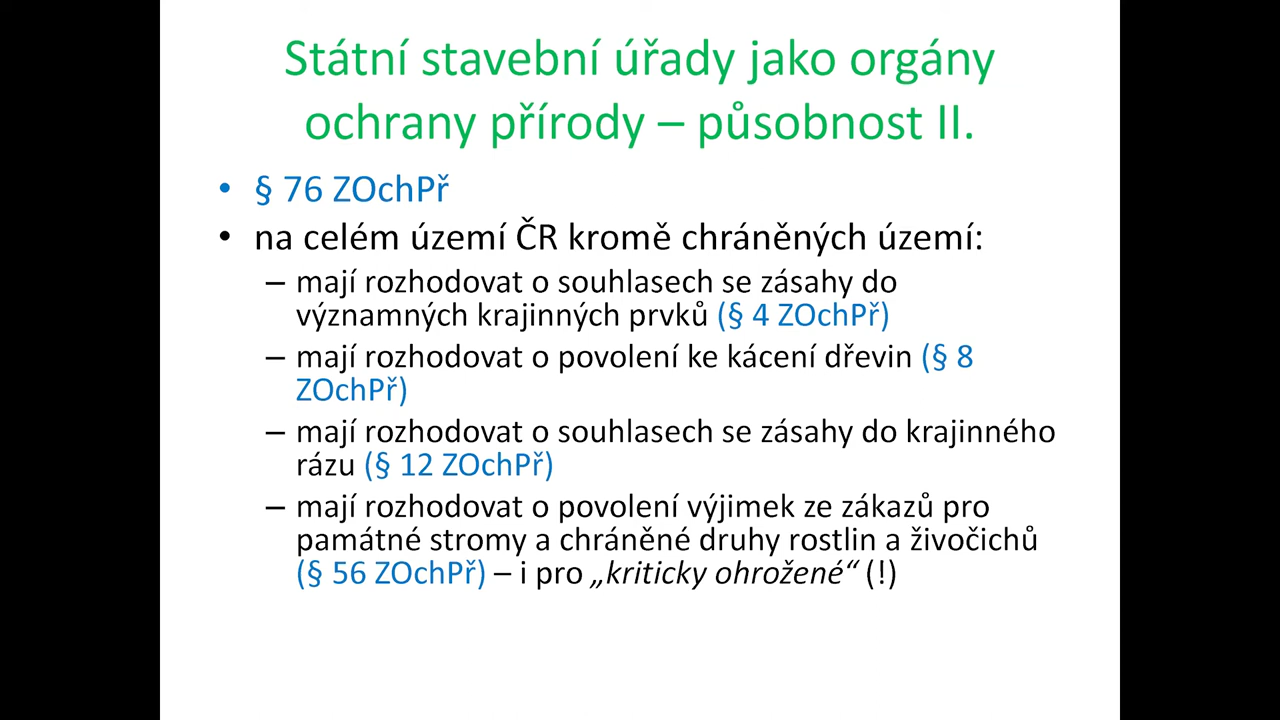 Státní stavební úřady jako orgány
ochrany přírody – působnost II.
• § 76 ZOchPř
• na celém území ČR kromě chráněných území:
– mají rozhodovat o souhlasech se zásahy do
významných krajinných prvků (§ 4 ZOchPř)
– mají rozhodovat o povolení ke kácení dřevin (§ 8
ZOchPř)
– mají rozhodovat o souhlasech se zásahy do krajinného
rázu (§ 12 ZOchPř)
– mají rozhodovat o povolení výjimek ze zákazů pro
památné stromy a chráněné druhy rostlin a živočichů
(§ 56 ZOchPř) – i pro „kriticky ohrožené“ (!)